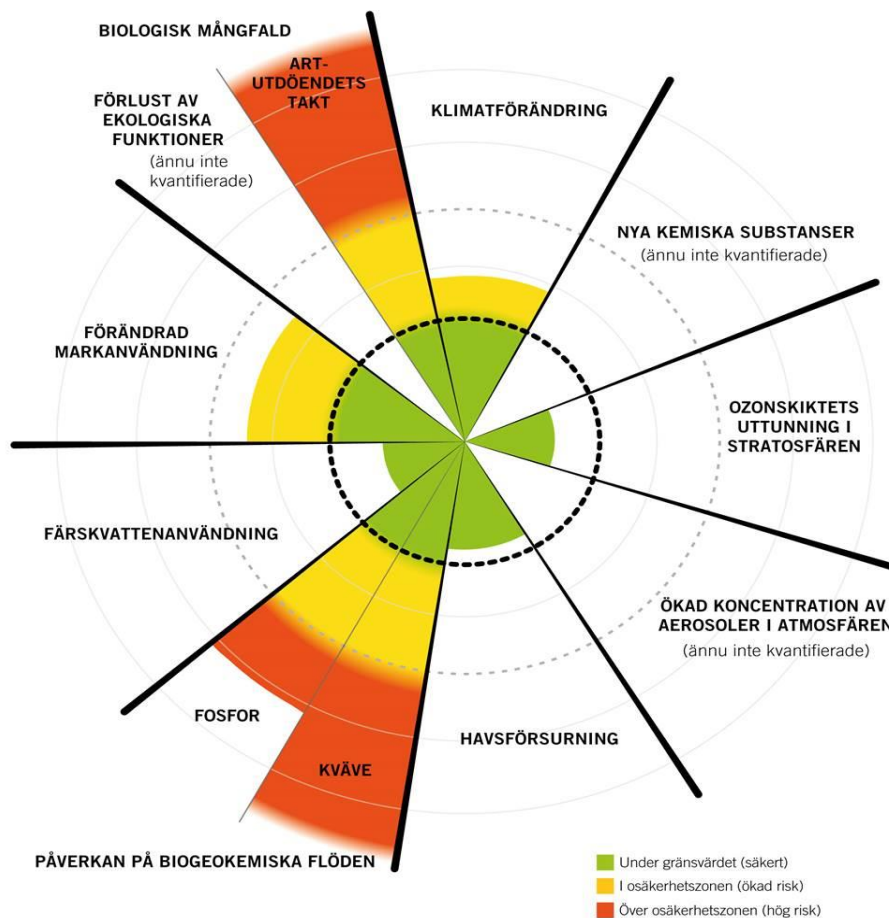 BIOLOGISK MÅNGFALD
ART-
UTDÖENDETS
TAKT
FÖRLUST AV
EKOLOGISKA
FUNKTIONER
(ännu inte
kvantifierade)
KLIMATFÖRÄNDRING
NYA KEMISKA SUBSTANSER
(ännu inte kvantifierade)
FÖRÄNDRAD
MARKANVÄNDNING
OZONSKIKTETS
UTTUNNING I
STRATOSFÄREN
FÄRSKVATTENANVÄNDNING
ÖKAD KONCENTRATION AV
AEROSOLER I ATMOSFÄREN
(ännu inte kvantifierade)
FOSFOR
KVÄVE
HAVSFÖRSURNING
PÅVERKAN PÅ BIOGEOKEMISKA FLÖDEN
Under gränsvärdet (säkert)
I osäkerhetszonen (ökad risk)
Över osäkerhetszonen (hög risk)